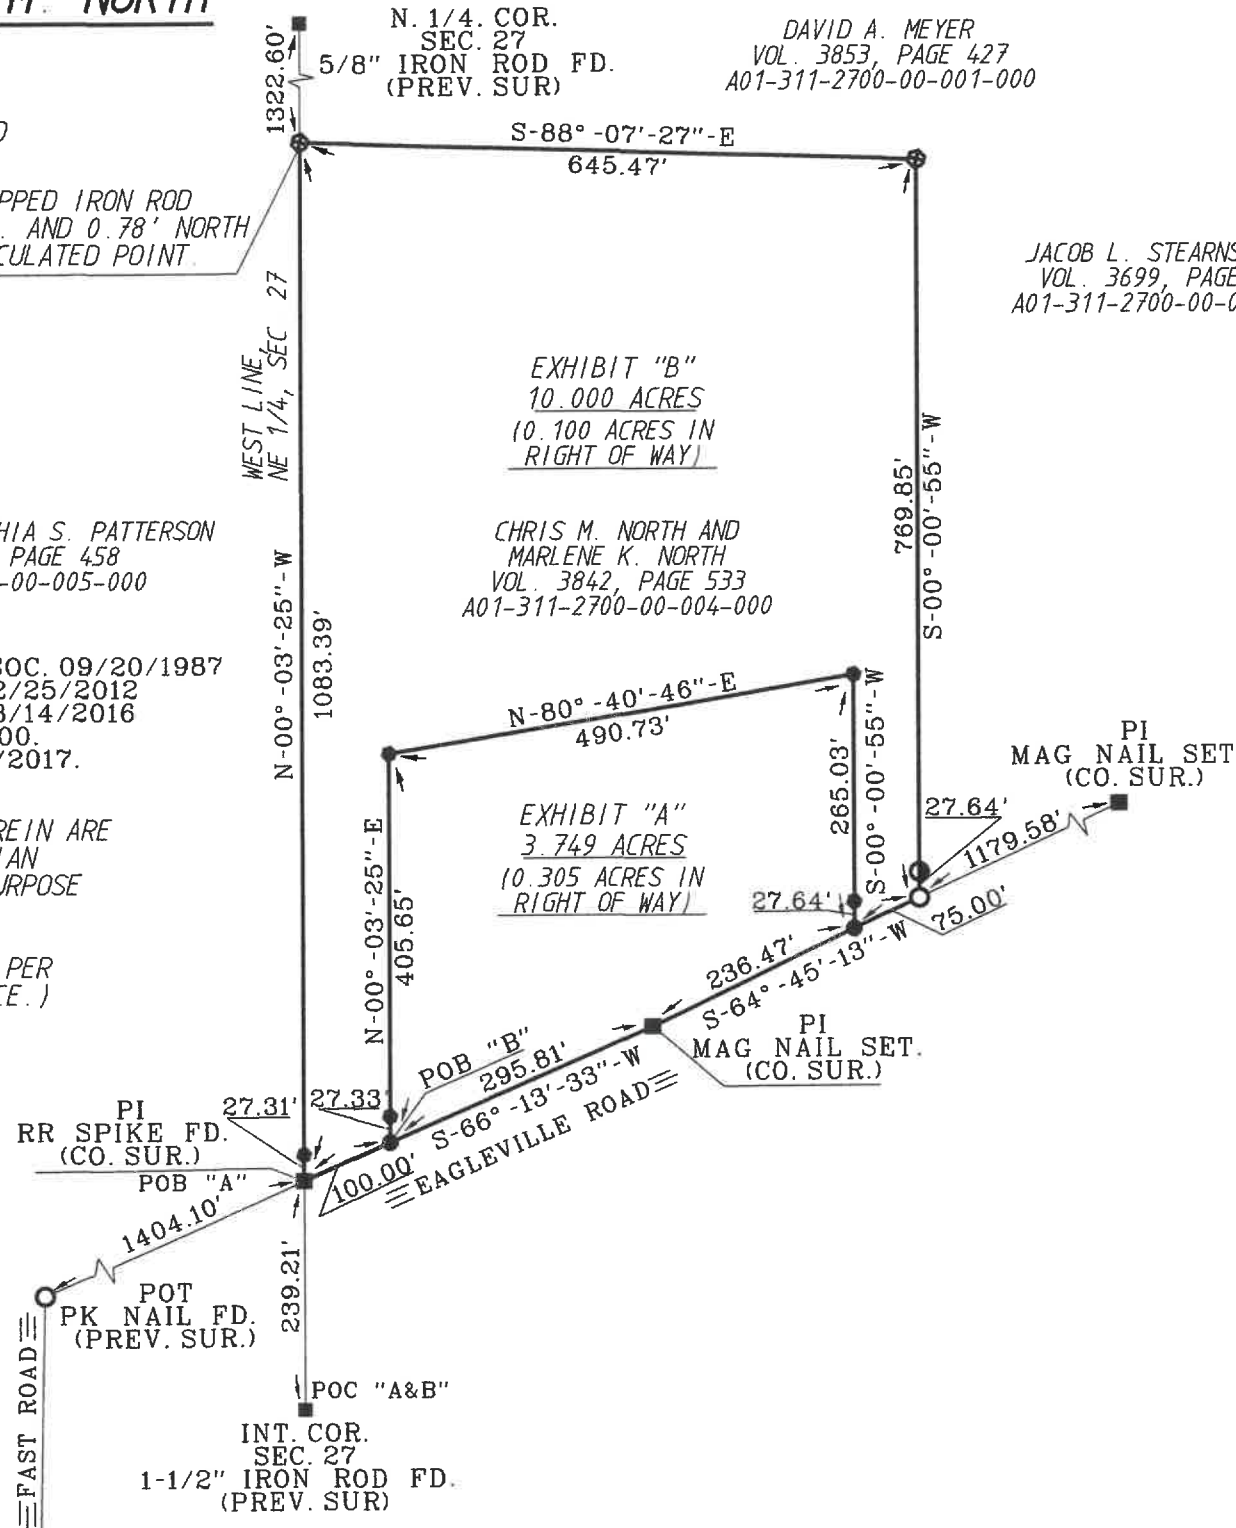 NORTH
N. 1/4. COR.
SEC. 27
5/8" IRON ROD FD.
(PREV. SUR)
1322.60'
DAVID A. MEYER
VOL. 3853, PAGE 427
A01-311-2700-00-001-000
S-88°-07'-27"-E
645.47'
PPED IRON ROD
. AND 0.78' NORTH
CULATED POINT.
JACOB L. STEARNS
VOL. 3699, PAGE
A01-311-2700-00-0
WEST LINE,
NE 1/4, SEC 27
EXHIBIT "B"
10.000 ACRES
(0.100 ACRES IN
RIGHT OF WAY)
769.85'
S-00°-00'-55"-W
HIA S. PATTERSON
PAGE 458
-00-005-000
CHRIS M. NORTH AND
MARLENE K. NORTH
VOL. 3842, PAGE 533
A01-311-2700-00-004-000
N-00°-03'-25"-W
1083.39'
OC. 09/20/1987
2/25/2012
3/14/2016
00.
/2017.
N-80°-40'-46"-E
490.73'
265.03'
S-00°-00'-55"-W
PI
MAG NAIL SET
(CO. SUR.)
27.64'
1179.58'
REIN ARE
IAN
URPOSE
EXHIBIT "A"
3.749 ACRES
(0.305 ACRES IN
RIGHT OF WAY)
N-00°-03'-25"-E
405.65'
27.64'
75.00'
PER
CE.)
236.47'
S-64°-45'-13"-W
PI
MAG NAIL SET.
(CO. SUR.)
POB "B"
295.81'
S-66°-13'-33"-W
EAGLEVILLE ROAD
27.31'
27.33'
PI
RR SPIKE FD.
(CO. SUR.)
POB "A"
100.00'
1404.10'
239.21'
POT
PK NAIL FD.
(PREV. SUR.)
FAST ROAD
POC "A&B"
INT. COR.
SEC. 27
1-1/2" IRON ROD FD.
(PREV. SUR)